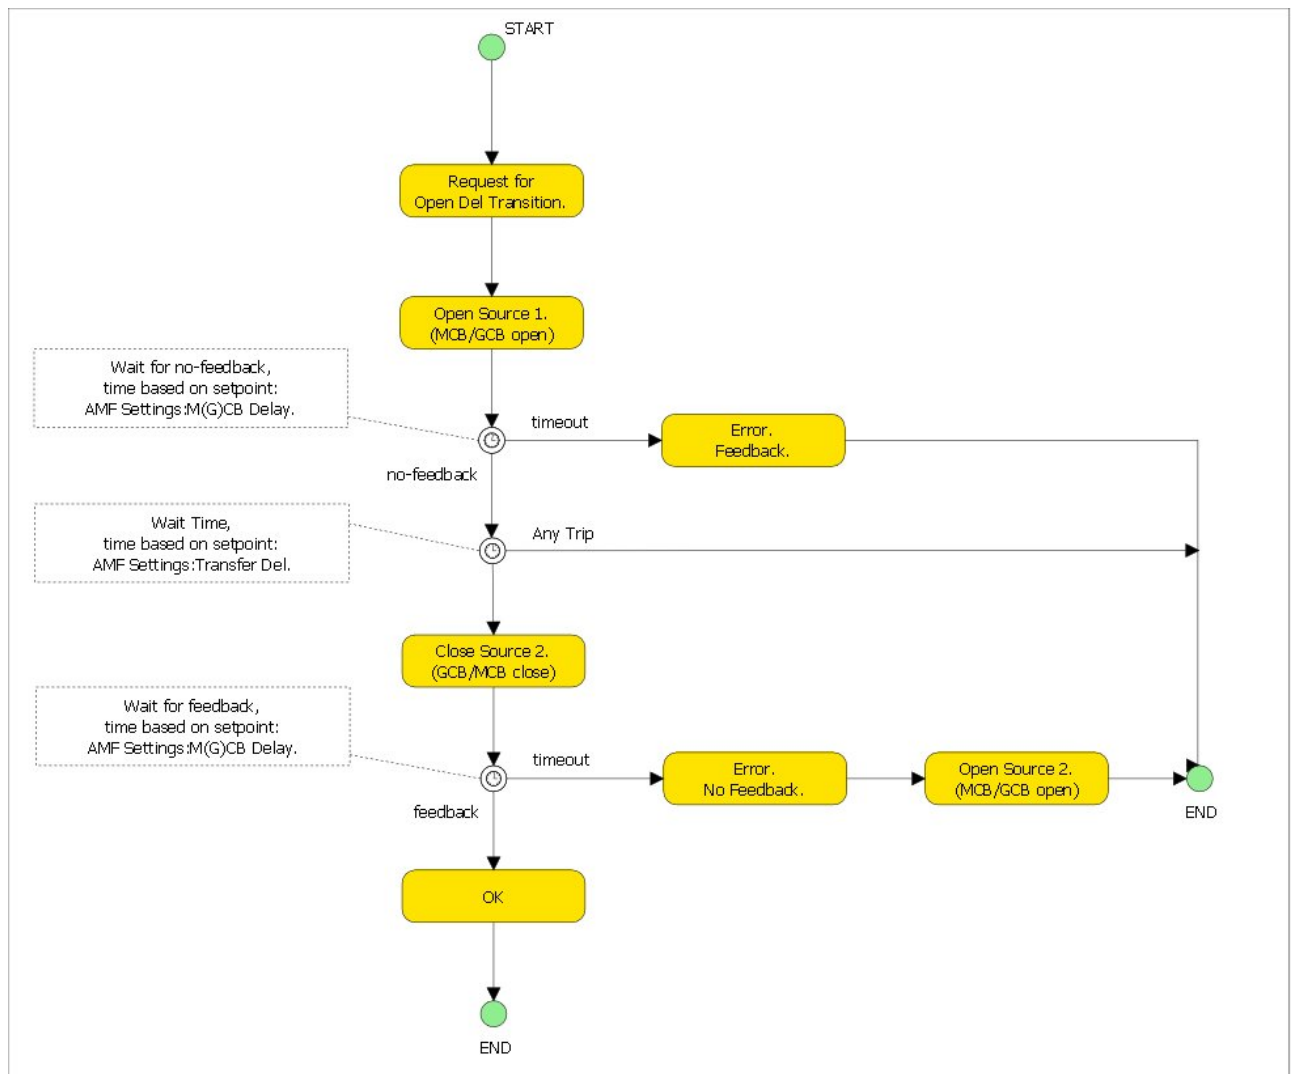 START
Request for
Open Del Transition.
Open Source 1.
(MCB/GCB open)
Wait for no-feedback,
time based on setpoint:
AMF Settings:M(G)CB Delay.
timeout
Error.
Feedback.
no-feedback
Wait Time,
time based on setpoint:
AMF Settings:Transfer Del.
Any Trip
Close Source 2.
(GCB/MCB close)
Wait for feedback,
time based on setpoint:
AMF Settings:M(G)CB Delay.
timeout
Error.
No Feedback.
Open Source 2.
(MCB/GCB open)
feedback
END
OK
END